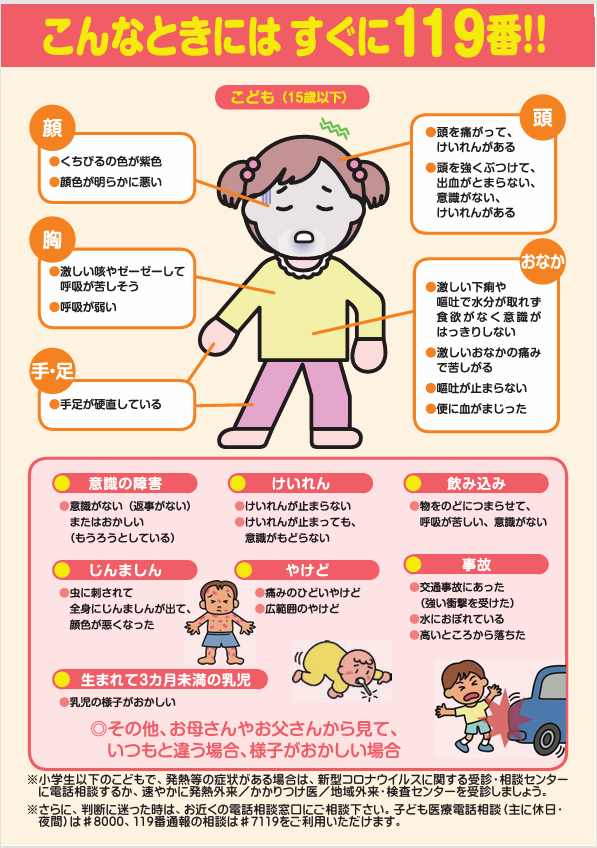 こんなときには すぐに119番!!
こども（15歳以下）
顔
●くちびるの色が紫色
●顔色が明らかに悪い
頭
●頭を痛がって、
けいれんがある
●頭を強くぶつけて、
出血がとまらない、
意識がない、
けいれんがある
胸
●激しい咳やゼーゼーして
呼吸が苦しそう
●呼吸が弱い
おなか
●激しい下痢や
嘔吐で水分が取れず
食欲がなく意識が
はっきりしない
●激しいおなかの痛み
で苦しがる
●嘔吐が止まらない
●便に血がまじった
手・足
●手足が硬直している
意識の障害
●意識がない（返事がない）
またはおかしい
（もうろうとしている）
けいれん
●けいれんが止まらない
●けいれんが止まっても、
意識がもどらない
飲み込み
●物をのどにつまらせて、
呼吸が苦しい、意識がない
じんましん
●虫に刺されて
全身にじんましんが出て、
顔色が悪くなった
やけど
●痛みのひどいやけど
●広範囲のやけど
事故
●交通事故にあった
（強い衝撃を受けた）
●水におぼれている
●高いところから落ちた
生まれて3カ月未満の乳児
●乳児の様子がおかしい
◎その他、お母さんやお父さんから見て、
いつもと違う場合、様子がおかしい場合
※小学生以下のこどもで、発熱等の症状がある場合は、新型コロナウイルスに関する受診・相談センター
に電話相談するか、速やかに発熱外来／かかりつけ医／地域外来・検査センターを受診しましょう。
※さらに、判断に迷った時は、お近くの電話相談窓口にご相談下さい。子ども医療電話相談（主に休日・
夜間）は♯8000、119番通報の相談は♯7119をご利用いただけます。